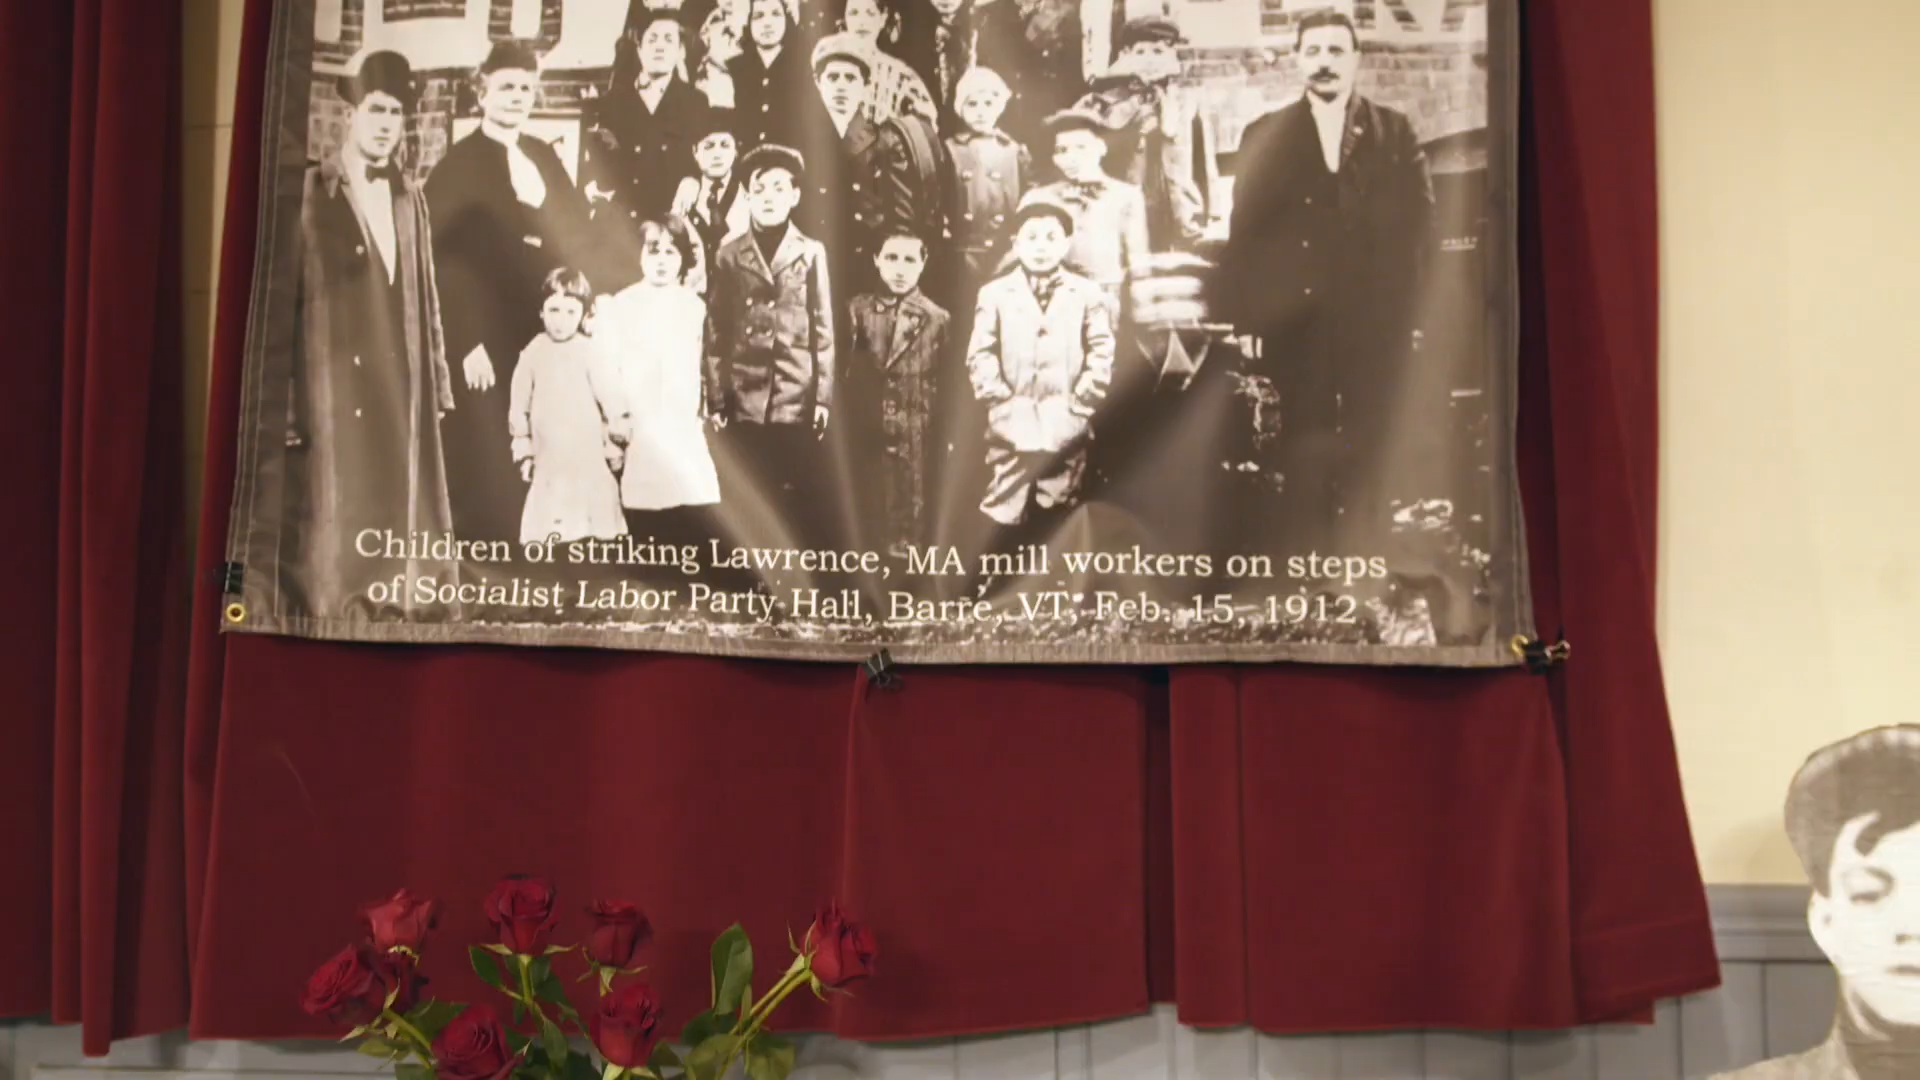 Children of striking Lawrence, MA mill workers on steps
of Socialist Labor Party Hall, Barre, VT; Feb. 15, 1912